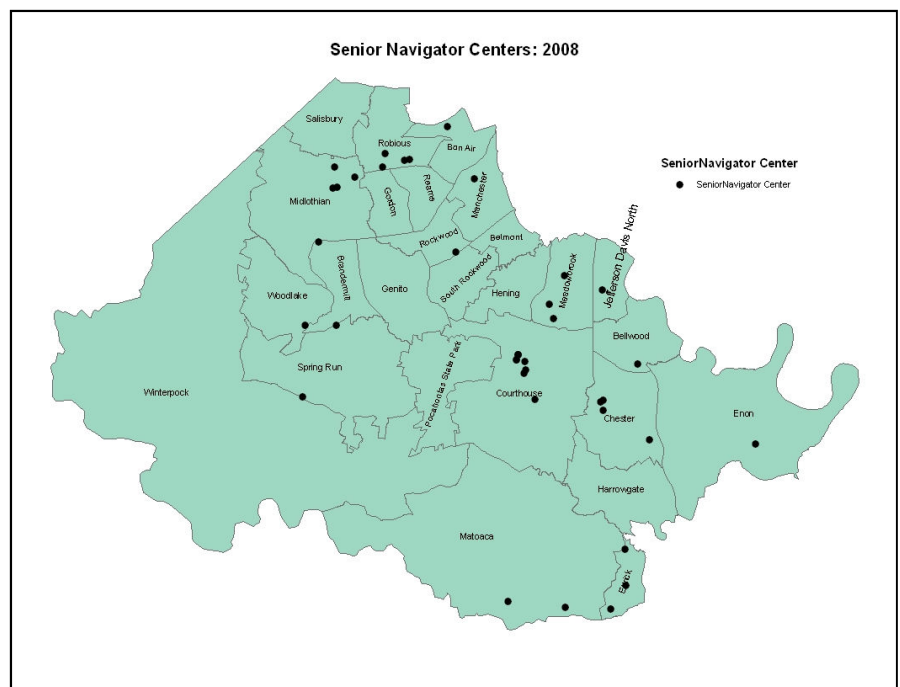 Senior Navigator Centers: 2008
Salisbury
Robious
Bon Air
SeniorNavigator Center
SeniorNavigator Center
Midlothian
Gordon
Reams
Manchester
Rockwood
Belmont
Jefferson Davis North
Brandermill
Genito
South Rockwood
Meadowbrook
Woodlake
Hening
Bellwood
Spring Run
Pocahontas State Park
Winterpock
Courthouse
Chester
Enon
Harrowgate
Matoaca
Ettrick